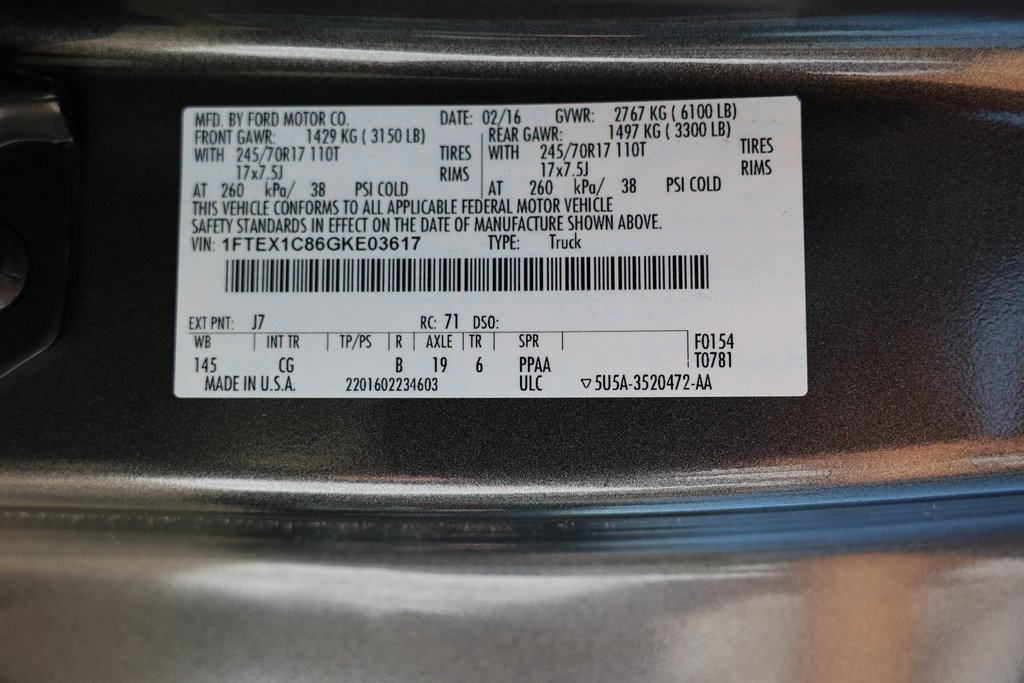 MFD. BY FORD MOTOR CO. DATE: 02/16 GVWR: 2767 KG ( 6100 LB)
FRONT GAWR: 1429 KG ( 3150 LB) REAR GAWR: 1497 KG ( 3300 LB)
WITH 245/70R17 110T TIRES WITH 245/70R17 110T TIRES
17x7.5J RIMS 17x7.5J RIMS
AT 260 kPa/ 38 PSI COLD AT 260 kPa/ 38 PSI COLD
THIS VEHICLE CONFORMS TO ALL APPLICABLE FEDERAL MOTOR VEHICLE
SAFETY STANDARDS IN EFFECT ON THE DATE OF MANUFACTURE SHOWN ABOVE.
VIN: 1FTEX1C86GKE03617 TYPE: Truck
EXT PNT: J7 RC: 71 DSO:
WB INT TR TP/PS R AXLE TR SPR F0154
145 CG B 19 6 PPAA T0781
MADE IN U.S.A. 2201602234603 ULC ▽5U5A-3520472-AA